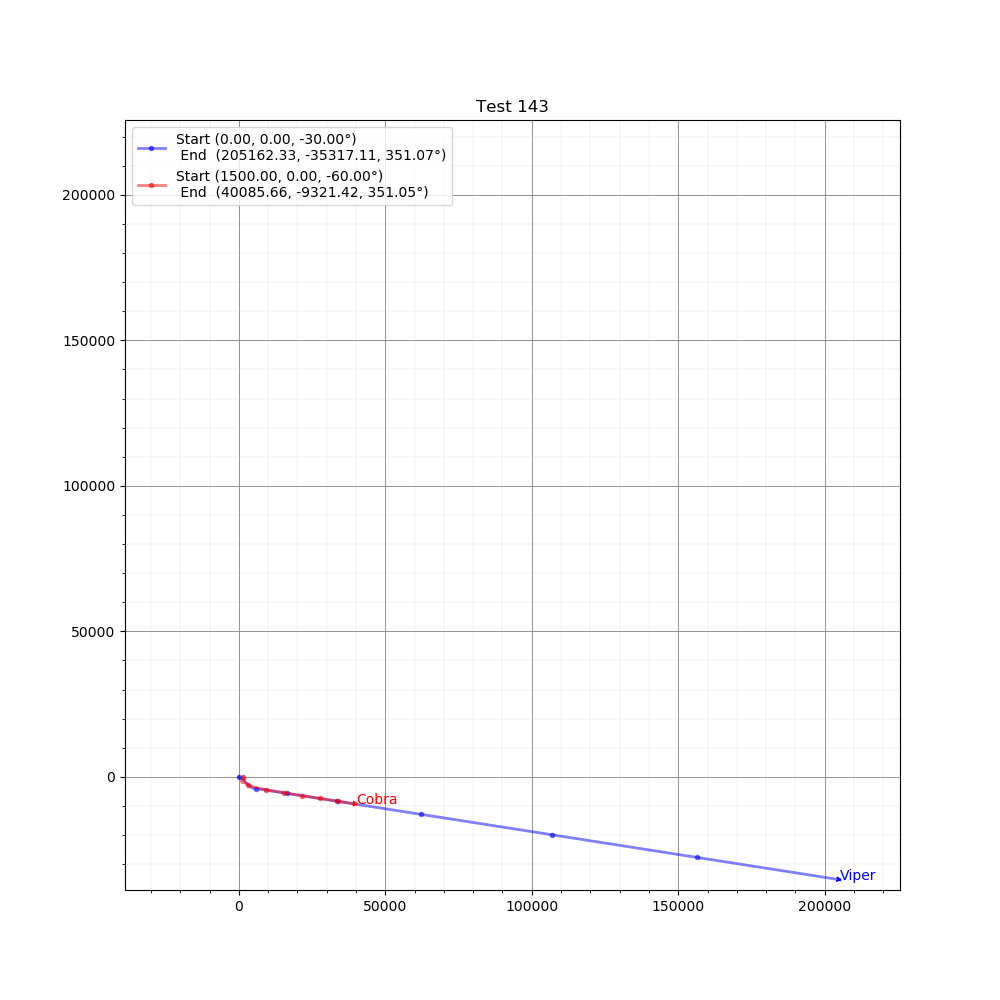 Test 143
Start (0.00, 0.00, -30.00°)
End (205162.33, -35317.11, 351.07°)
Start (1500.00, 0.00, -60.00°)
End (40085.66, -9321.42, 351.05°)
200000
150000
100000
50000
0
Cobra
Viper
0
50000
100000
150000
200000